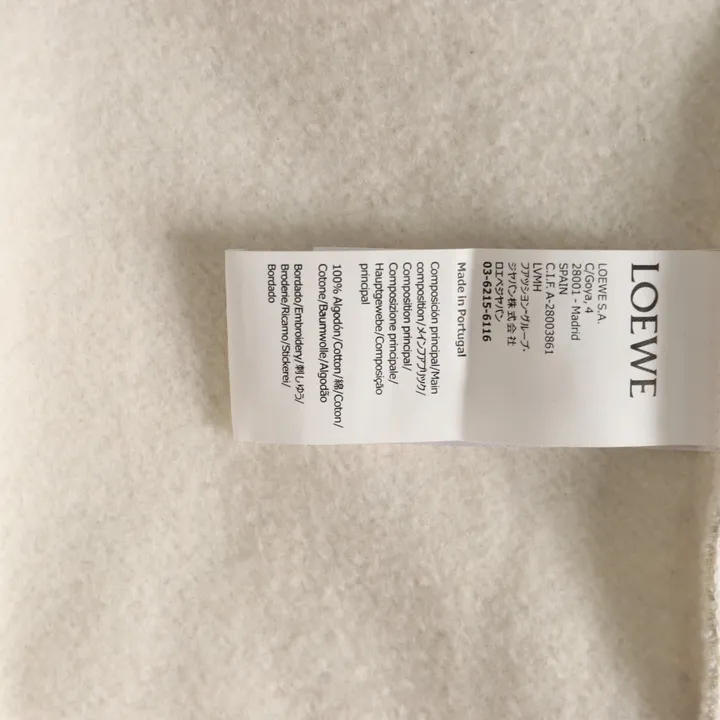 LOEWE
LOEWE S.A.
C/Goya, 4
28001 - Madrid
SPAIN
C.I.F. A-28003861
LVMH
ファッション・グループ・
ジャパン株式会社
ロエベジャパン
03-6215-6116
Made in Portugal
Composición principal/Main
composition/メインファブリック/
Composition principal/
Composizione principale/
Hauptgewebe/Composição
principal
100% Algodón/Cotton/綿/Coton/
Cotone/Baumwolle/Algodão
Bordado/Embroidery/刺しゅう/
Broderie/Ricamo/Stickerei/
Bordado